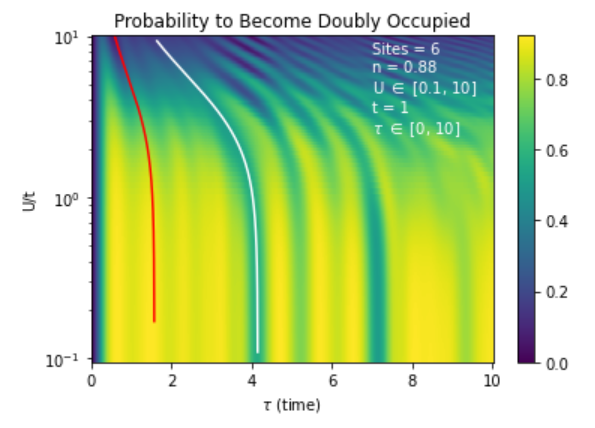 Probability to Become Doubly Occupied
10¹
10⁰
10⁻¹
U/t
Sites = 6
n = 0.88
U ∈ [0.1, 10]
t = 1
τ ∈ [0, 10]
0 2 4 6 8 10
τ (time)
0.8
0.6
0.4
0.2
0.0